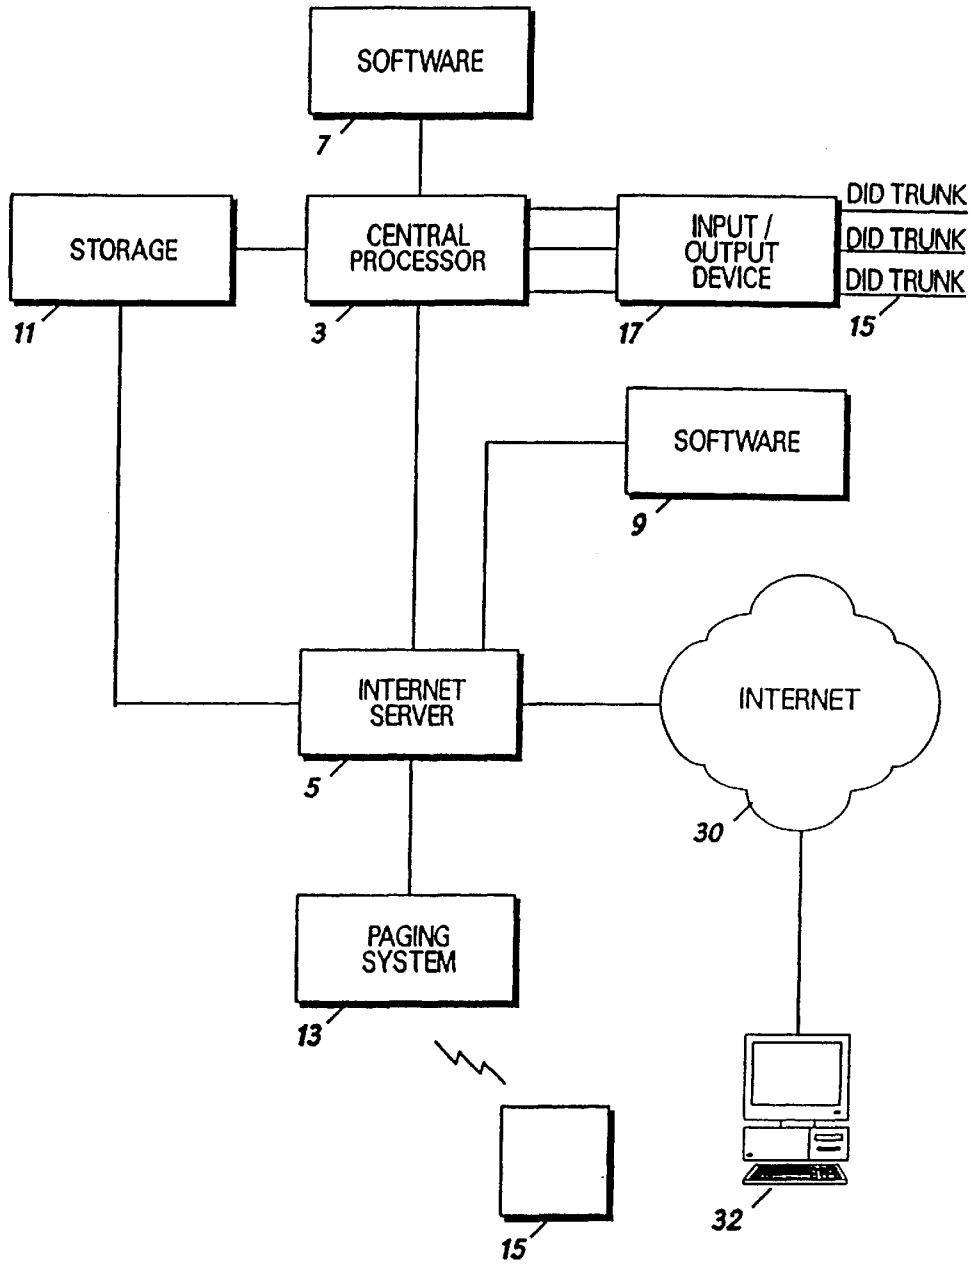 SOFTWARE
7
STORAGE
11
CENTRAL
PROCESSOR
3
INPUT /
OUTPUT
DEVICE
17
DID TRUNK
DID TRUNK
DID TRUNK
15
SOFTWARE
9
INTERNET
SERVER
5
INTERNET
30
PAGING
SYSTEM
13
15
32